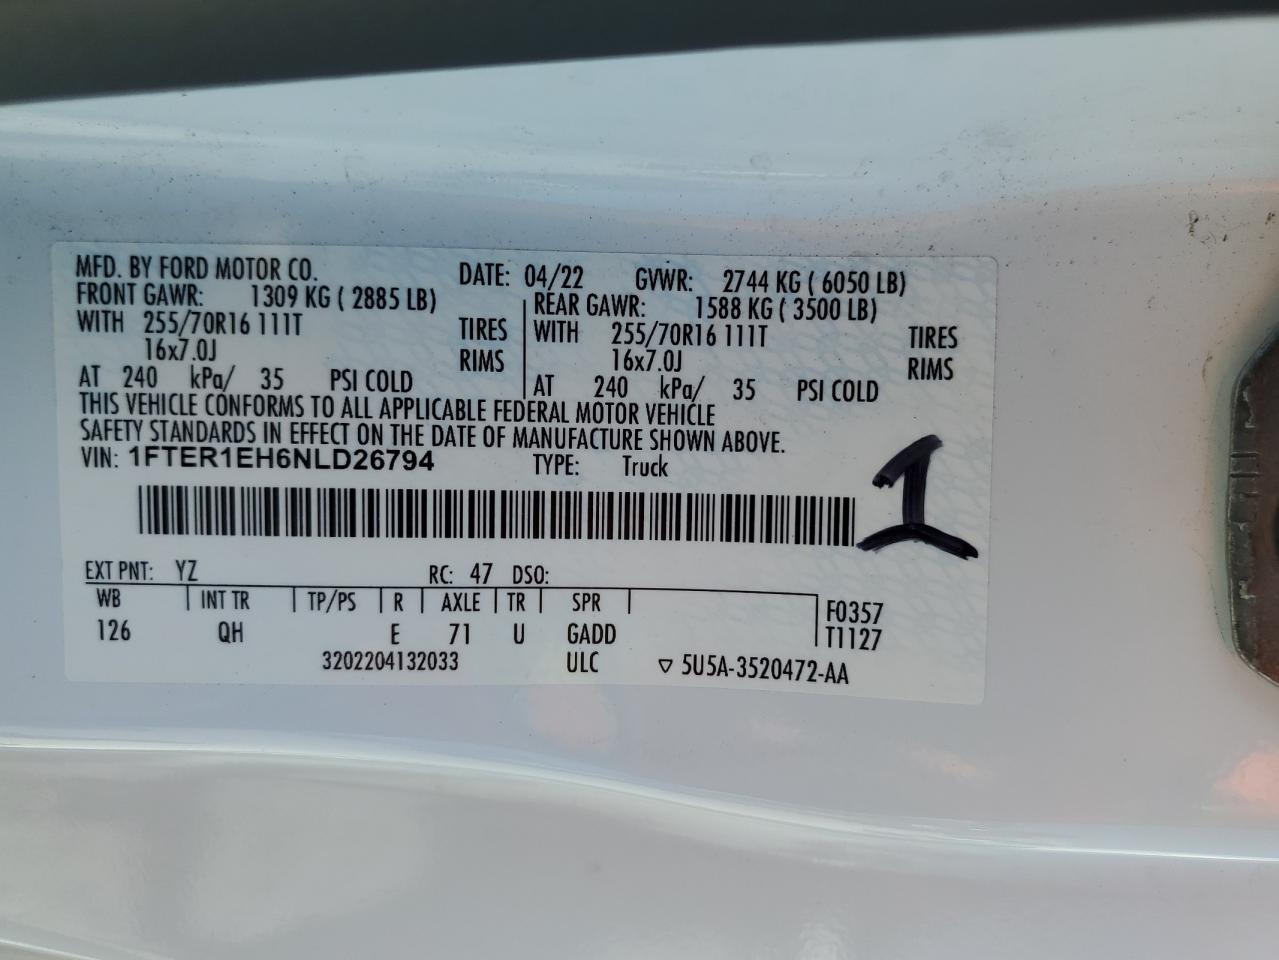 MFD. BY FORD MOTOR CO. DATE: 04/22 GVWR: 2744 KG ( 6050 LB)
FRONT GAWR: 1309 KG ( 2885 LB) REAR GAWR: 1588 KG ( 3500 LB)
WITH 255/70R16 111T TIRES WITH 255/70R16 111T TIRES
16x7.0J RIMS 16x7.0J RIMS
AT 240 kPa/ 35 PSI COLD AT 240 kPa/ 35 PSI COLD
THIS VEHICLE CONFORMS TO ALL APPLICABLE FEDERAL MOTOR VEHICLE
SAFETY STANDARDS IN EFFECT ON THE DATE OF MANUFACTURE SHOWN ABOVE.
VIN: 1FTER1EH6NLD26794 TYPE: Truck
1
EXT PNT: YZ RC: 47 DSO:
WB INT TR TP/PS R AXLE TR SPR F0357
126 QH E 71 U GADD T1127
3202204132033 ULC ▽ 5U5A-3520472-AA